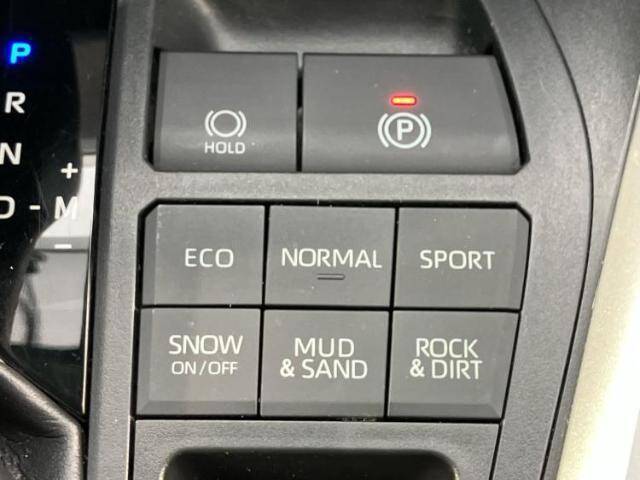 P
R
N
+
D - M
−
HOLD
P
ECO
NORMAL
SPORT
SNOW
ON/OFF
MUD
& SAND
ROCK
& DIRT